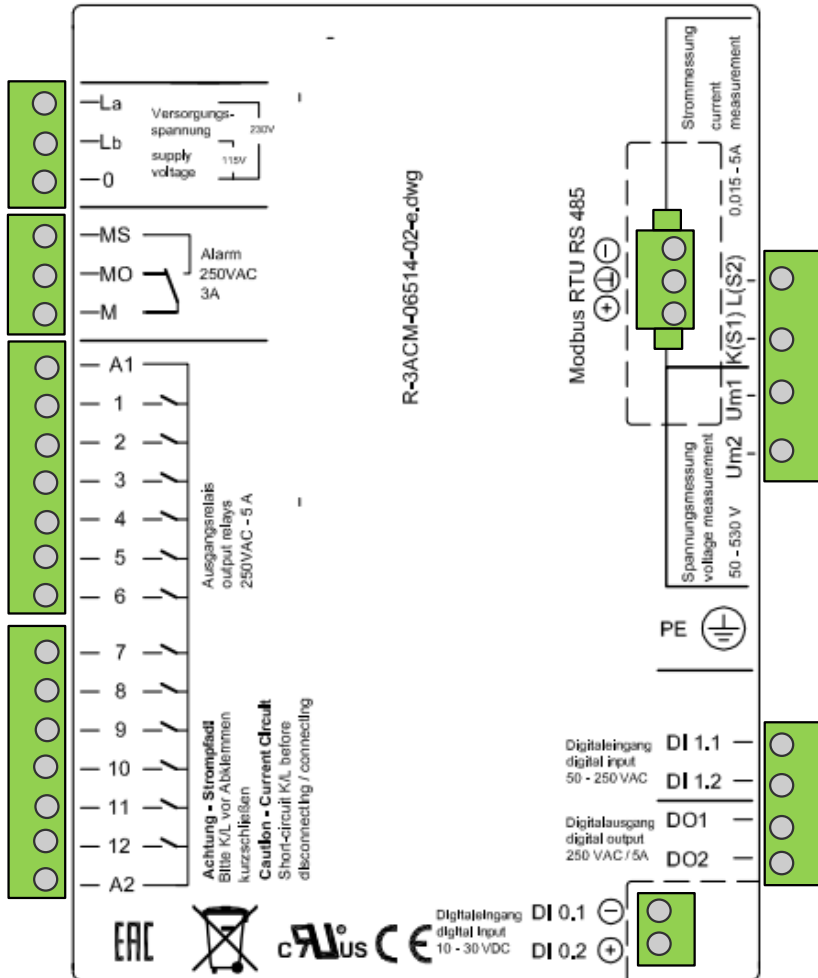 La
Lb
0
Versorgungs-
spannung
supply
voltage
115V
230V
MS
MO
M
Alarm
250VAC
3A
A1
1
2
3
4
5
6
7
8
9
10
11
12
A2
Ausgangsrelais
output relays
250VAC - 5 A
Achtung - Strompfad!
Bitte K/L vor Abklemmen
kurzschließen
Caution - Current Circuit
Short-circuit K/L before
disconnecting / connecting
R-3ACM-06514-02-e.dwg
Modbus RTU RS 485
Strommessung
current
measurement
0,015 - 5A
L(S2)
K(S1)
Um1
Um2
Spannungsmessung
voltage measurement
50 - 530 V
PE
Digitaleingang
digital input
50 - 250 VAC
DI 1.1
DI 1.2
Digitalausgang
digital output
250 VAC / 5A
DO1
DO2
Digitaleingang
digital input
10 - 30 VDC
DI 0.1
DI 0.2
EAC
c RU us CE